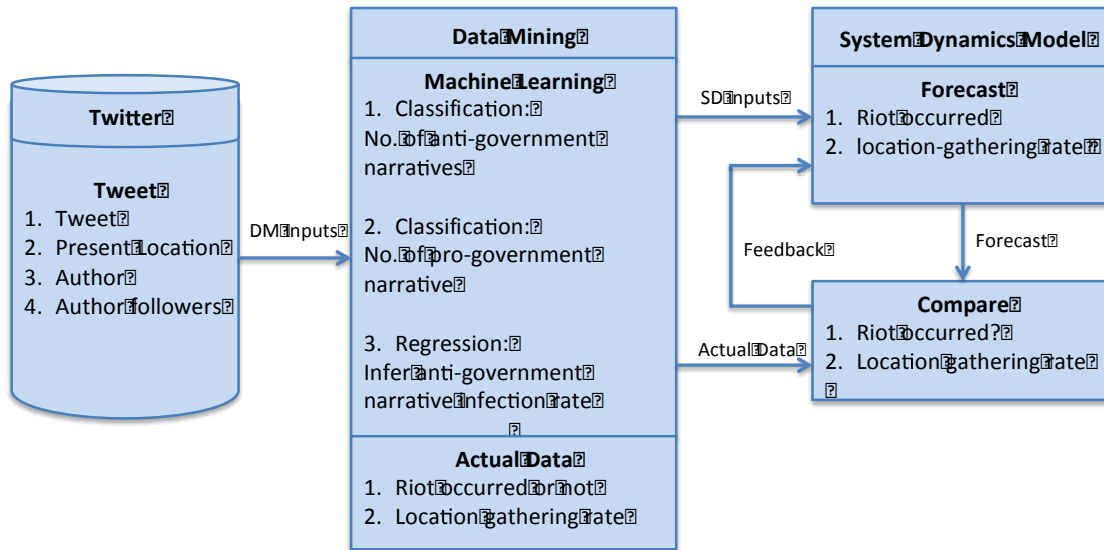 Twitter
Tweet
1. Tweet
2. Present Location
3. Author
4. Author followers
DM Inputs
Data Mining
Machine Learning
1. Classification:
No. of anti-government
narratives
2. Classification:
No. of pro-government
narrative
3. Regression:
Infer anti-government
narrative Infection rate
Actual Data
1. Riot occurred or not
2. Location gathering rate
SD Inputs
Actual Data
System Dynamics Model
Forecast
1. Riot occurred
2. location-gathering rate
Feedback
Forecast
Compare
1. Riot occurred?
2. Location gathering rate